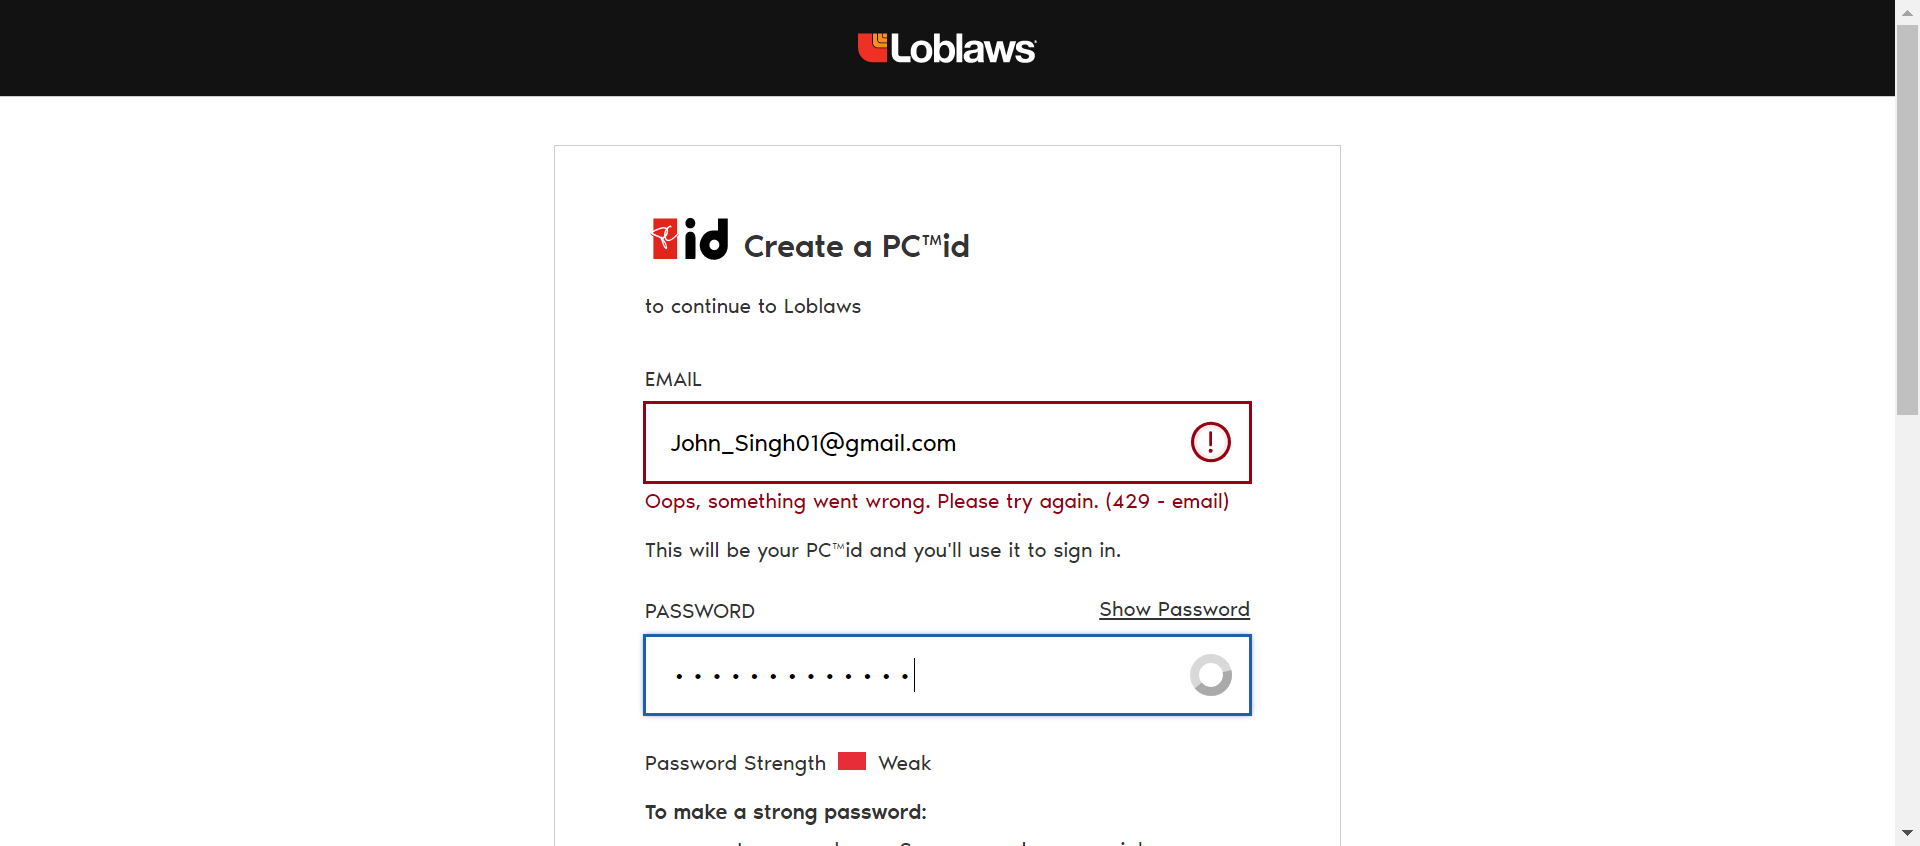 Loblaws
id Create a PC™id
to continue to Loblaws
EMAIL
John_Singh01@gmail.com
Oops, something went wrong. Please try again. (429 - email)
This will be your PC™id and you'll use it to sign in.
PASSWORD Show Password
Password Strength Weak
To make a strong password: